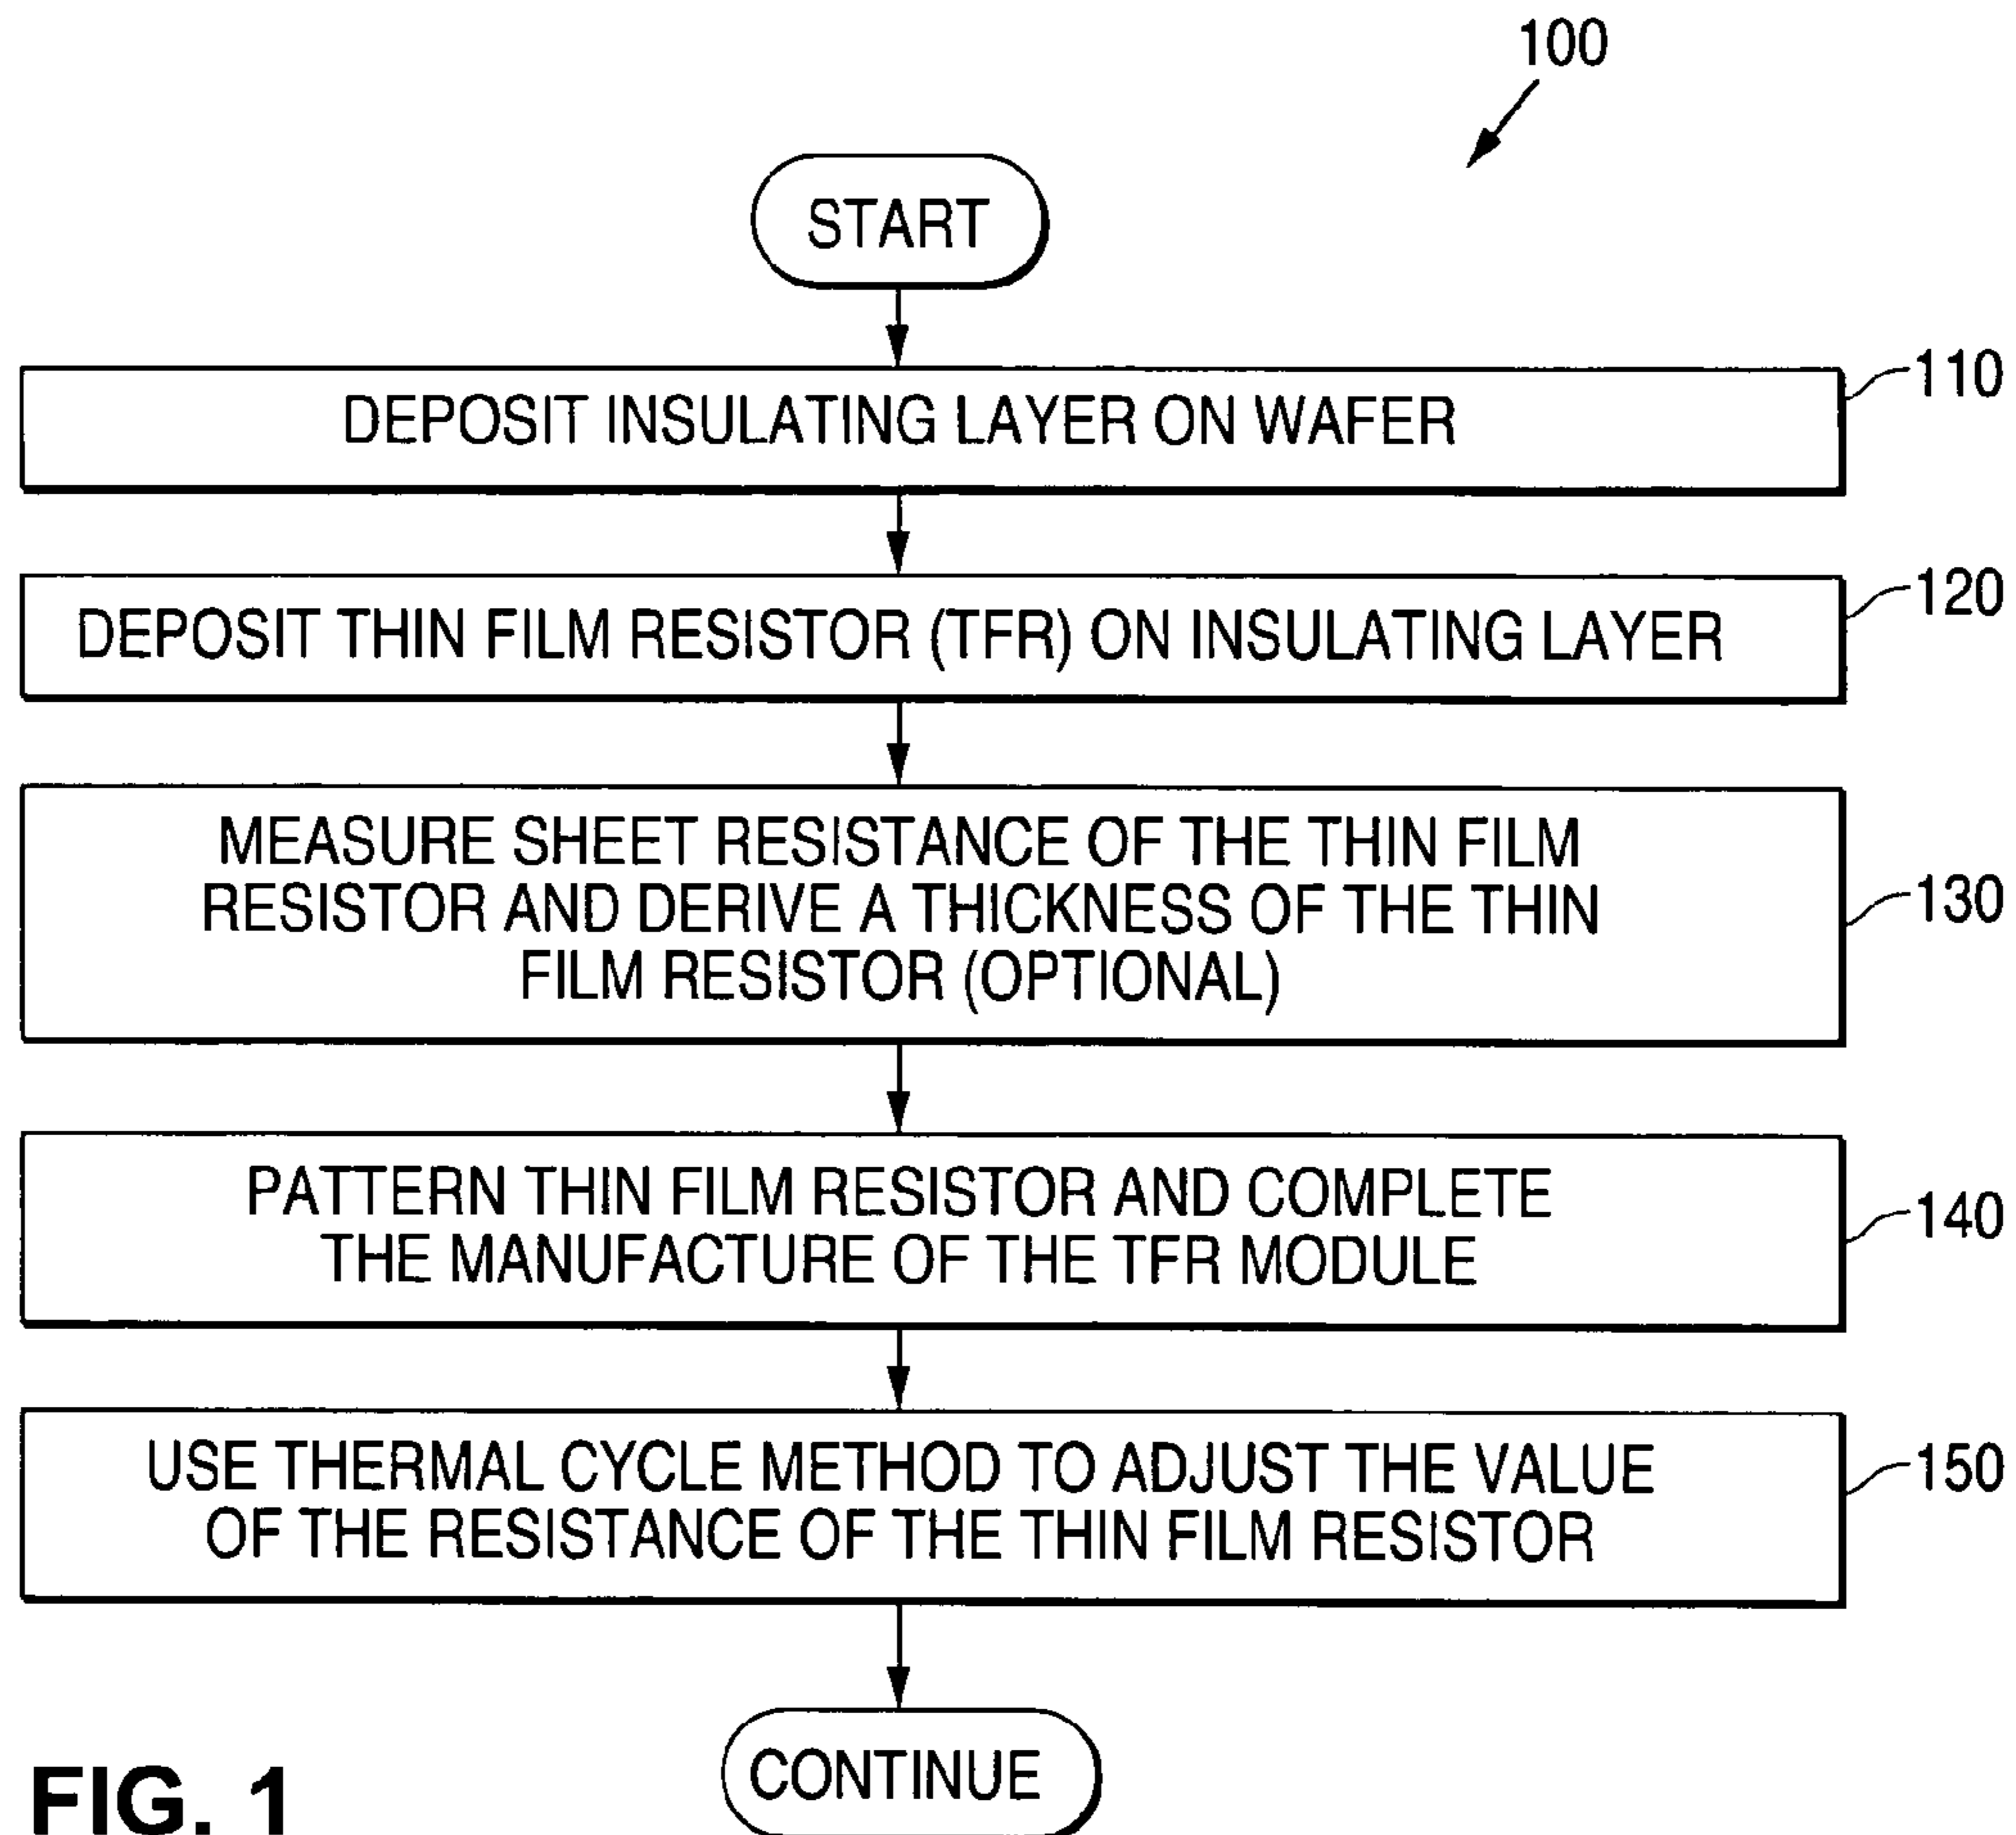 100
START
DEPOSIT INSULATING LAYER ON WAFER
110
DEPOSIT THIN FILM RESISTOR (TFR) ON INSULATING LAYER
120
MEASURE SHEET RESISTANCE OF THE THIN FILM
RESISTOR AND DERIVE A THICKNESS OF THE THIN
FILM RESISTOR (OPTIONAL)
130
PATTERN THIN FILM RESISTOR AND COMPLETE
THE MANUFACTURE OF THE TFR MODULE
140
USE THERMAL CYCLE METHOD TO ADJUST THE VALUE
OF THE RESISTANCE OF THE THIN FILM RESISTOR
150
CONTINUE
FIG. 1